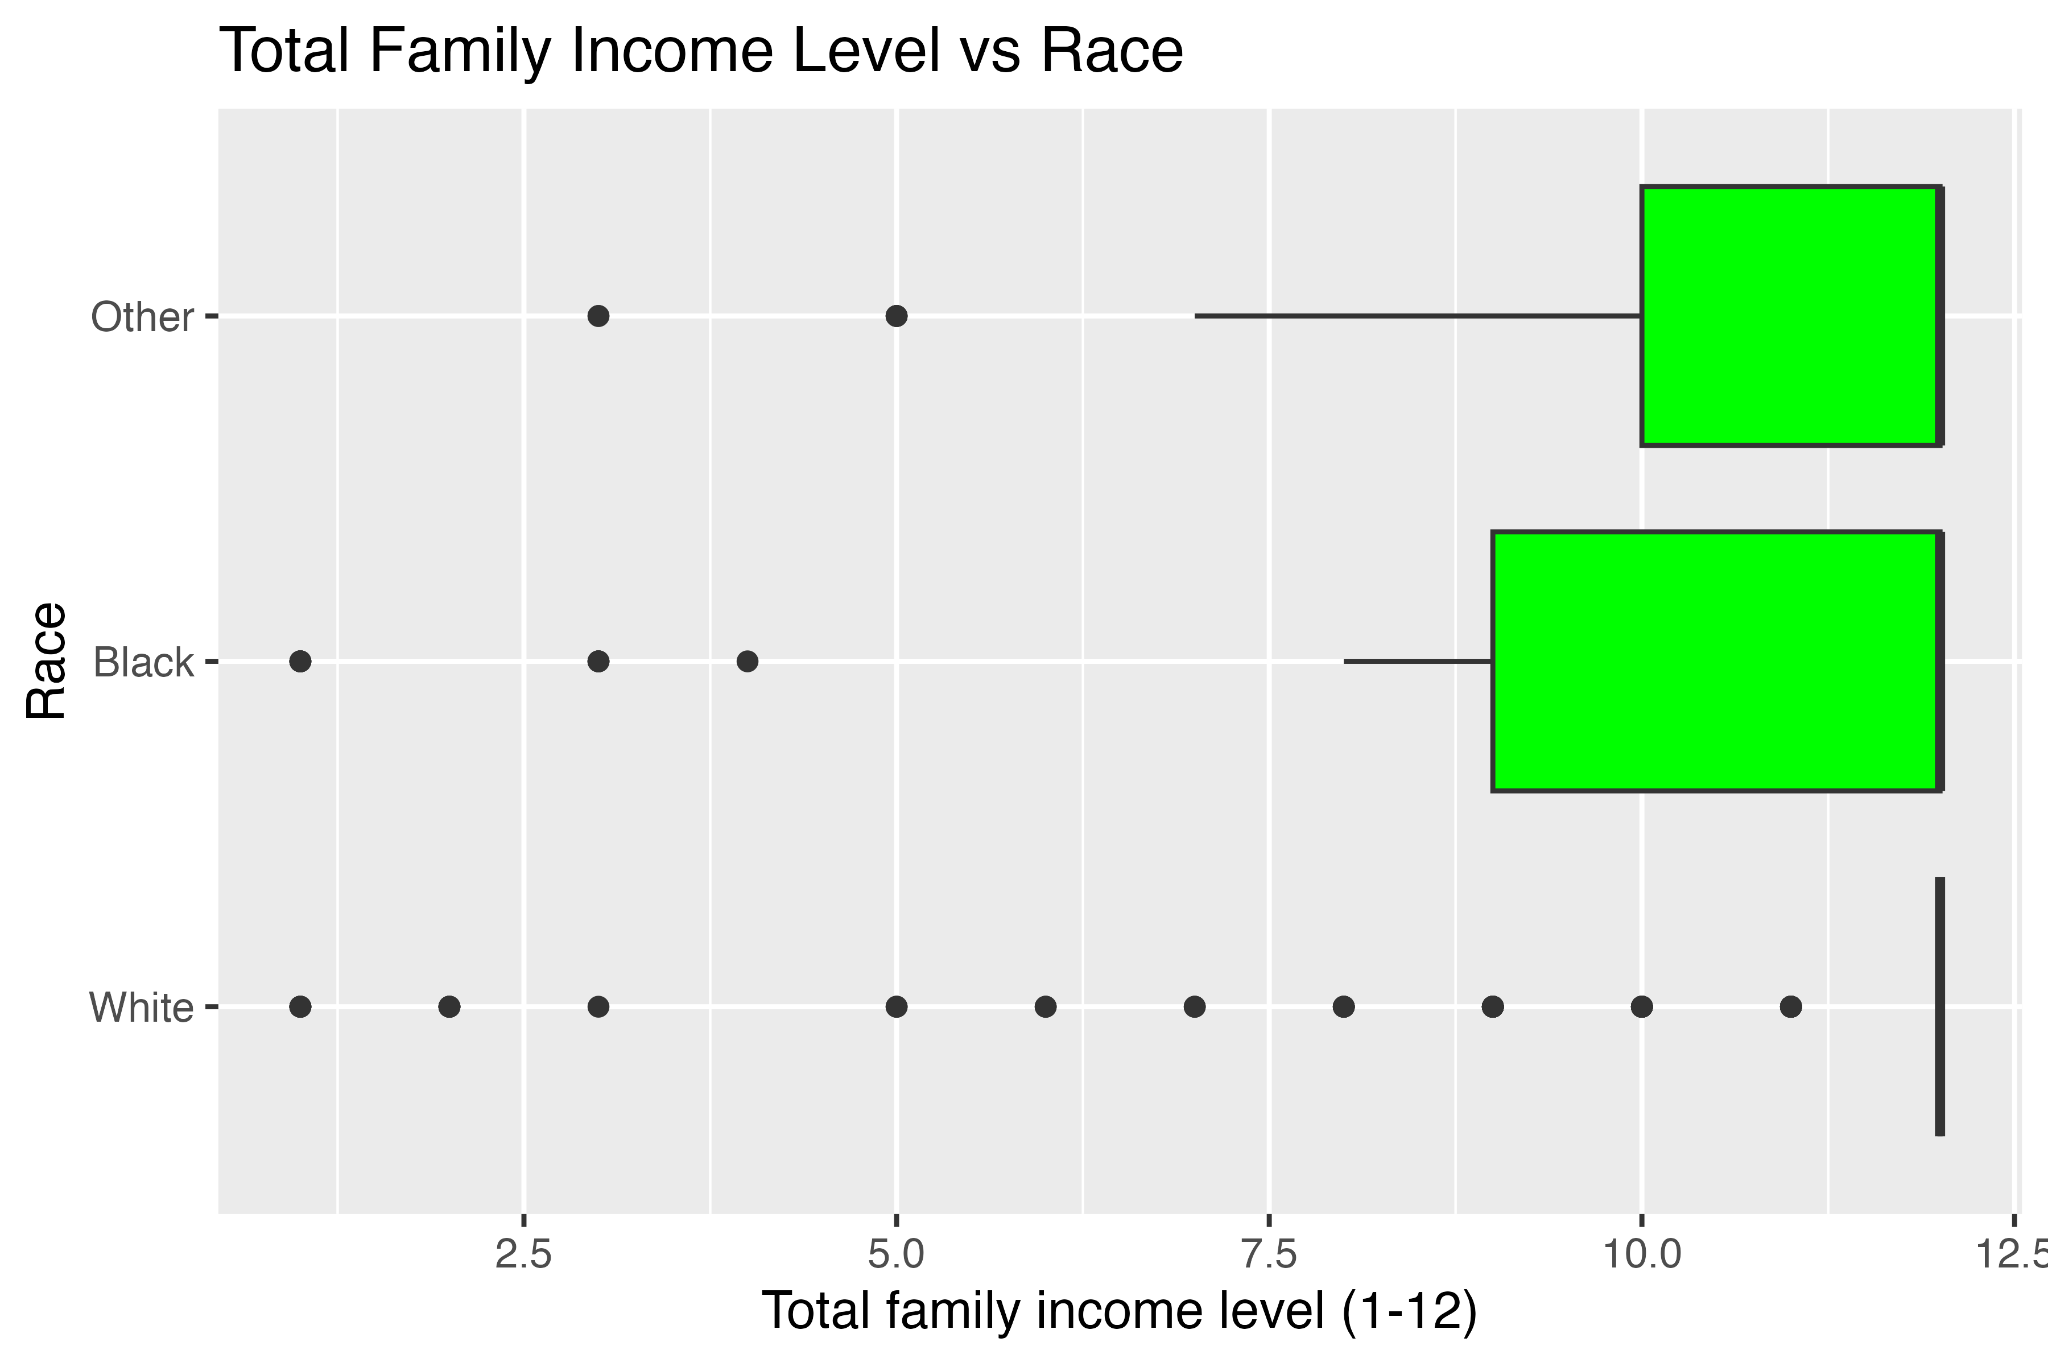 Total Family Income Level vs Race
Other
Black
White
Race
2.5 5.0 7.5 10.0 12.5
Total family income level (1-12)